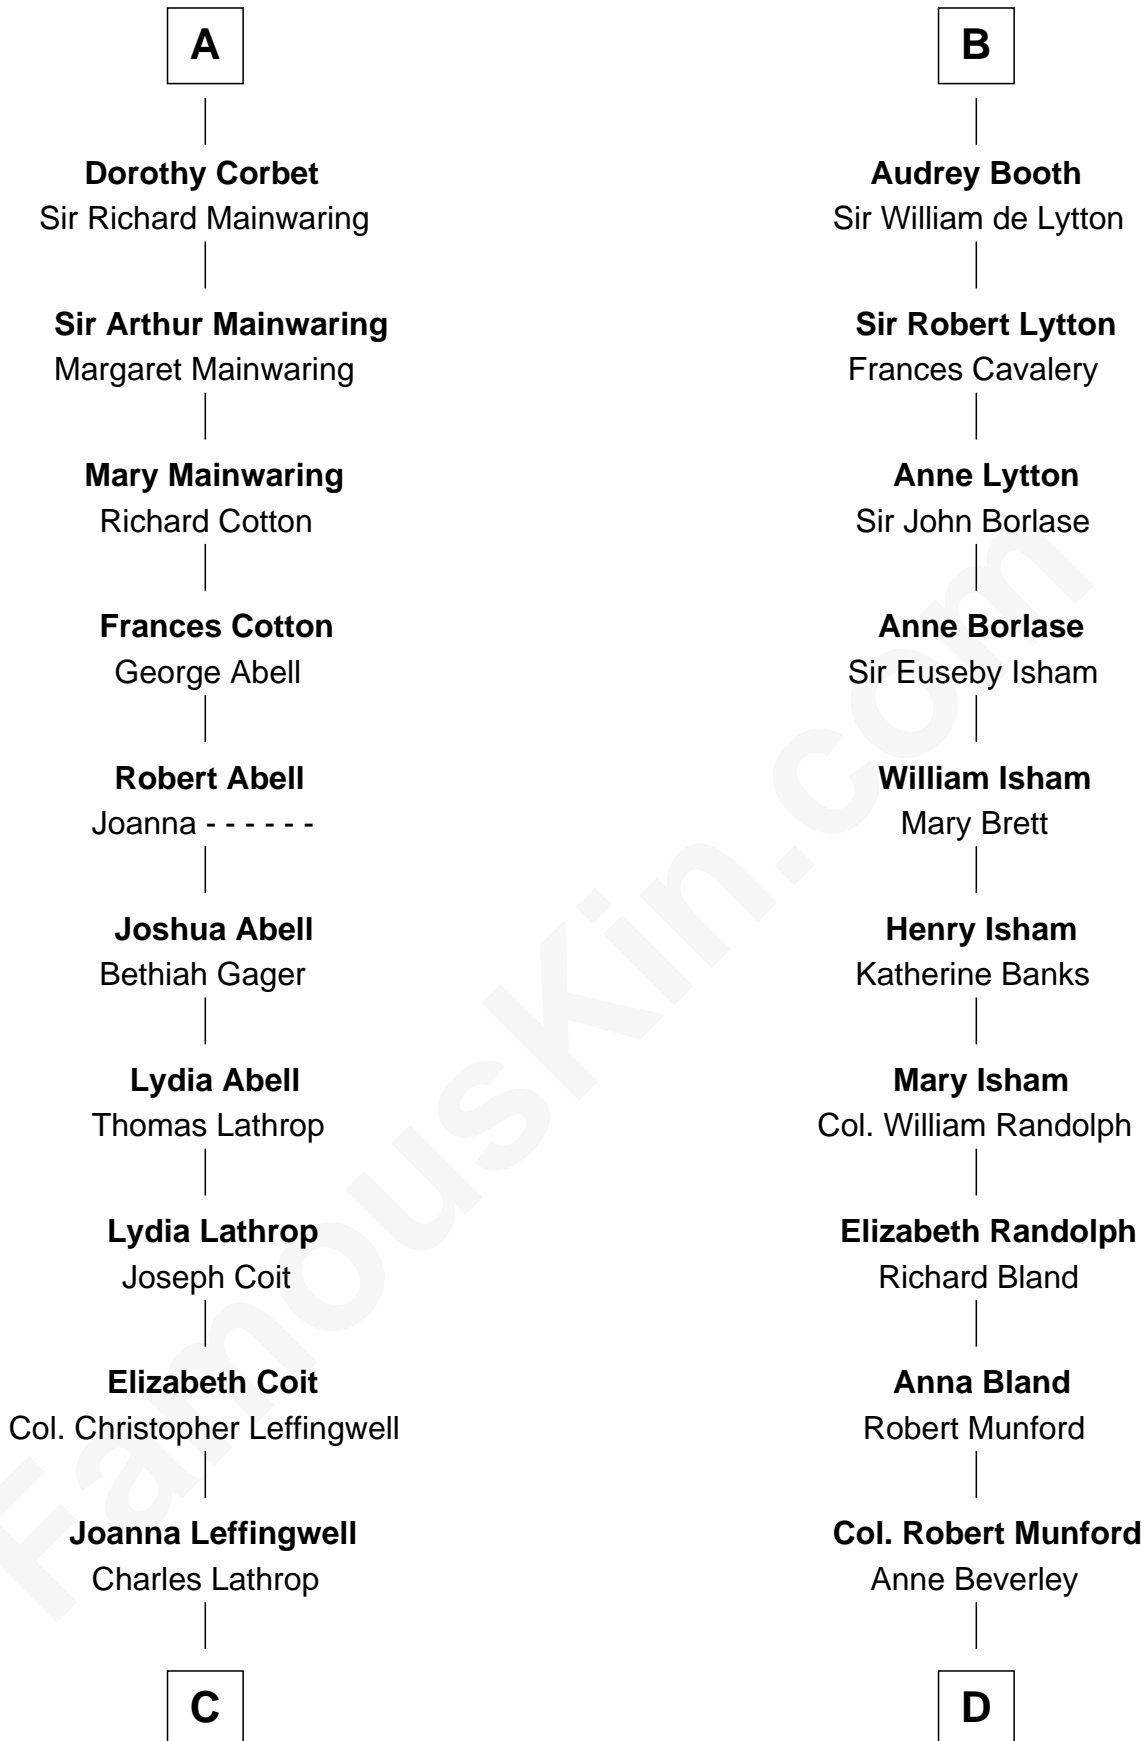 A
Dorothy Corbet
Sir Richard Mainwaring
Sir Arthur Mainwaring
Margaret Mainwaring
Mary Mainwaring
Richard Cotton
Frances Cotton
George Abell
Robert Abell
Joanna - - - - - -
Joshua Abell
Bethiah Gager
Lydia Abell
Thomas Lathrop
Lydia Lathrop
Joseph Coit
Elizabeth Coit
Col. Christopher Leffingwell
Joanna Leffingwell
Charles Lathrop
C
B
Audrey Booth
Sir William de Lytton
Sir Robert Lytton
Frances Cavalery
Anne Lytton
Sir John Borlase
Anne Borlase
Sir Euseby Isham
William Isham
Mary Brett
Henry Isham
Katherine Banks
Mary Isham
Col. William Randolph
Elizabeth Randolph
Richard Bland
Anna Bland
Robert Munford
Col. Robert Munford
Anne Beverley
D
FamousKin.com